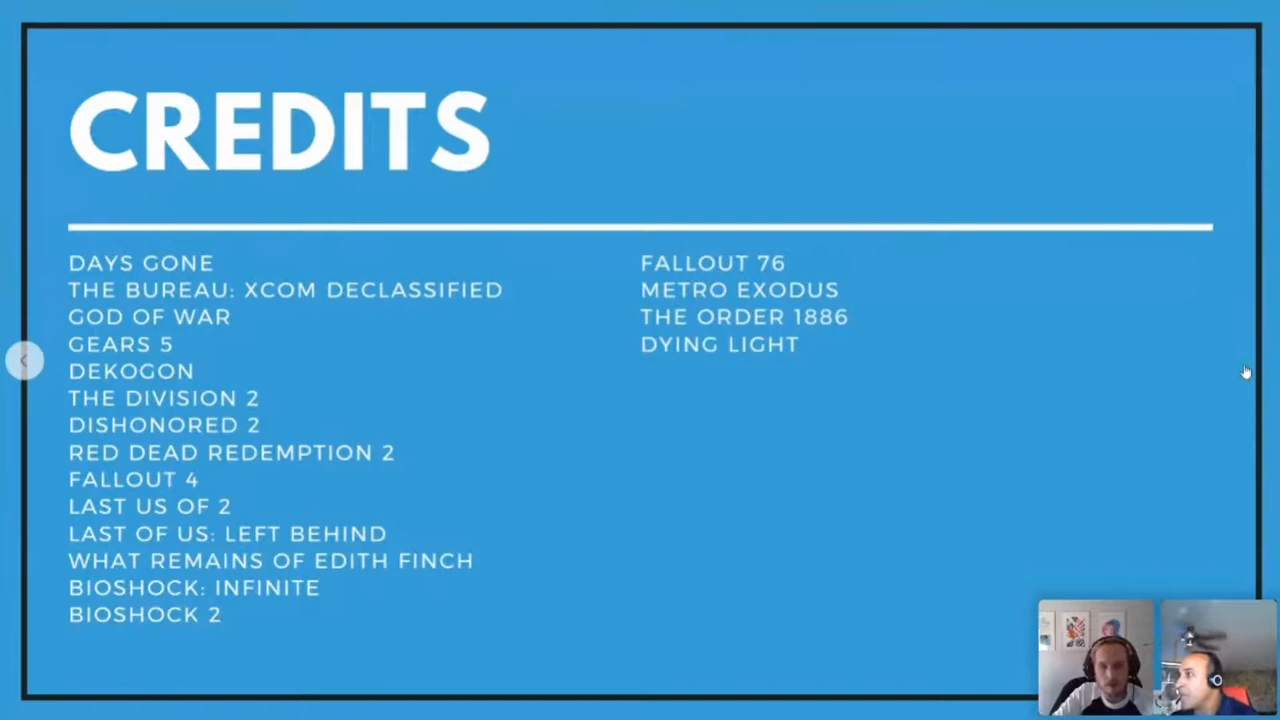 CREDITS
DAYS GONE
THE BUREAU: XCOM DECLASSIFIED
GOD OF WAR
GEARS 5
DEKOGON
THE DIVISION 2
DISHONORED 2
RED DEAD REDEMPTION 2
FALLOUT 4
LAST US OF 2
LAST OF US: LEFT BEHIND
WHAT REMAINS OF EDITH FINCH
BIOSHOCK: INFINITE
BIOSHOCK 2
FALLOUT 76
METRO EXODUS
THE ORDER 1886
DYING LIGHT